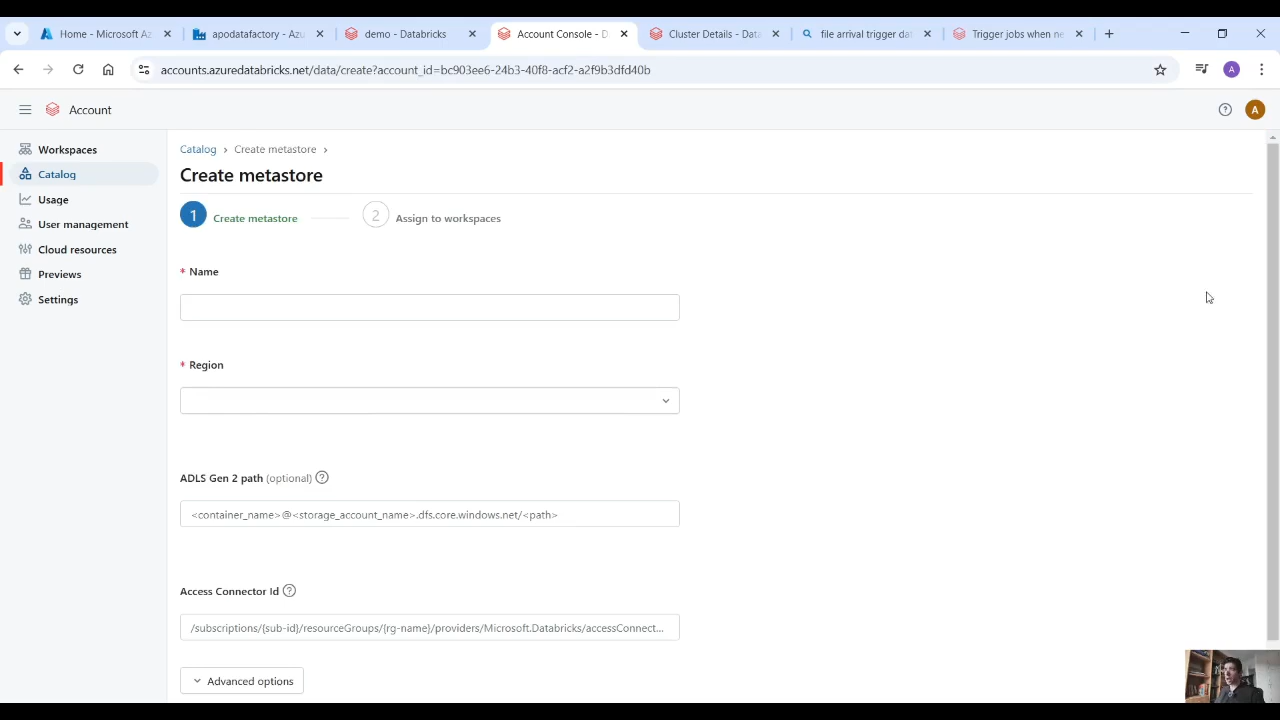 Home - Microsoft Az
apodatafactory - Azu
demo - Databricks
Account Console - D
Cluster Details - Data
file arrival trigger dat
Trigger jobs when ne
accounts.azuredatabricks.net/data/create?account_id=bc903ee6-24b3-40f8-acf2-a2f9b3dfd40b
A
Account
A
Workspaces
Catalog
Usage
User management
Cloud resources
Previews
Settings
Catalog › Create metastore ›
Create metastore
1 Create metastore
2 Assign to workspaces
* Name
* Region
ADLS Gen 2 path (optional)
<container_name>@<storage_account_name>.dfs.core.windows.net/<path>
Access Connector Id
/subscriptions/{sub-id}/resourceGroups/{rg-name}/providers/Microsoft.Databricks/accessConnect...
Advanced options